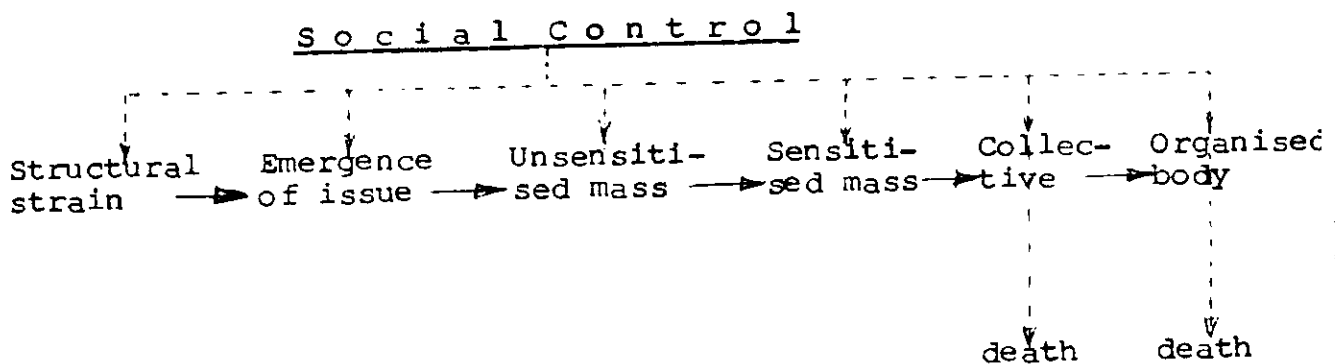 Social Control
Structural strain
Emergence of issue
Unsensiti-
sed mass
Sensiti-
sed mass
Collec-
tive
Organised
body
death
death